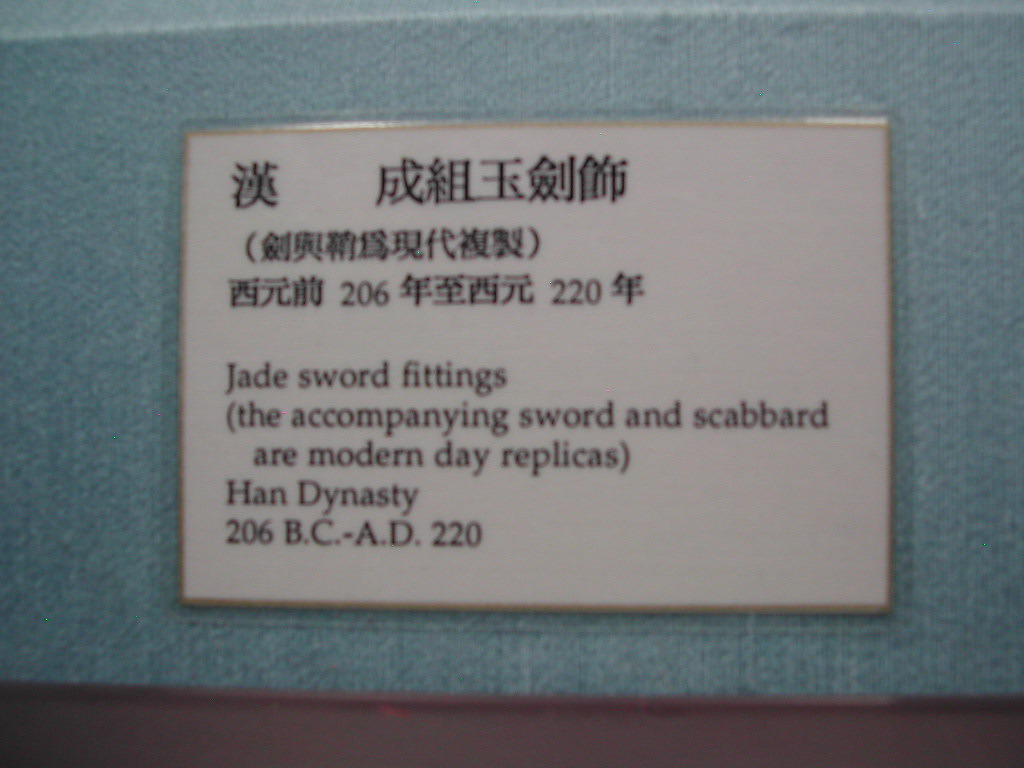 漢　　成組玉劍飾
（劍與鞘爲現代複製）
西元前 206 年至西元 220 年
Jade sword fittings
(the accompanying sword and scabbard
are modern day replicas)
Han Dynasty
206 B.C.-A.D. 220